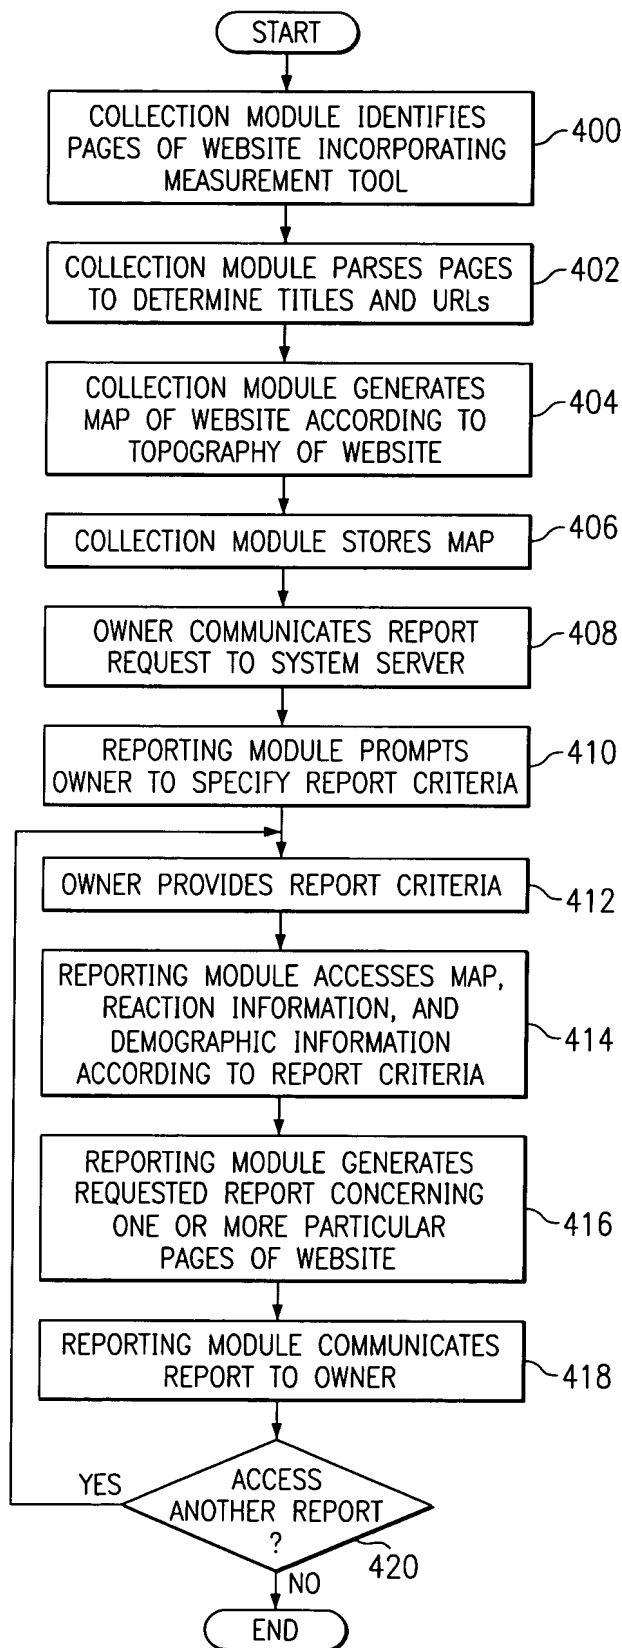 START
COLLECTION MODULE IDENTIFIES
PAGES OF WEBSITE INCORPORATING
MEASUREMENT TOOL
400
COLLECTION MODULE PARSES PAGES
TO DETERMINE TITLES AND URLs
402
COLLECTION MODULE GENERATES
MAP OF WEBSITE ACCORDING TO
TOPOGRAPHY OF WEBSITE
404
COLLECTION MODULE STORES MAP
406
OWNER COMMUNICATES REPORT
REQUEST TO SYSTEM SERVER
408
REPORTING MODULE PROMPTS
OWNER TO SPECIFY REPORT CRITERIA
410
OWNER PROVIDES REPORT CRITERIA
412
REPORTING MODULE ACCESSES MAP,
REACTION INFORMATION, AND
DEMOGRAPHIC INFORMATION
ACCORDING TO REPORT CRITERIA
414
REPORTING MODULE GENERATES
REQUESTED REPORT CONCERNING
ONE OR MORE PARTICULAR
PAGES OF WEBSITE
416
REPORTING MODULE COMMUNICATES
REPORT TO OWNER
418
YES
ACCESS
ANOTHER REPORT
?
420
NO
END